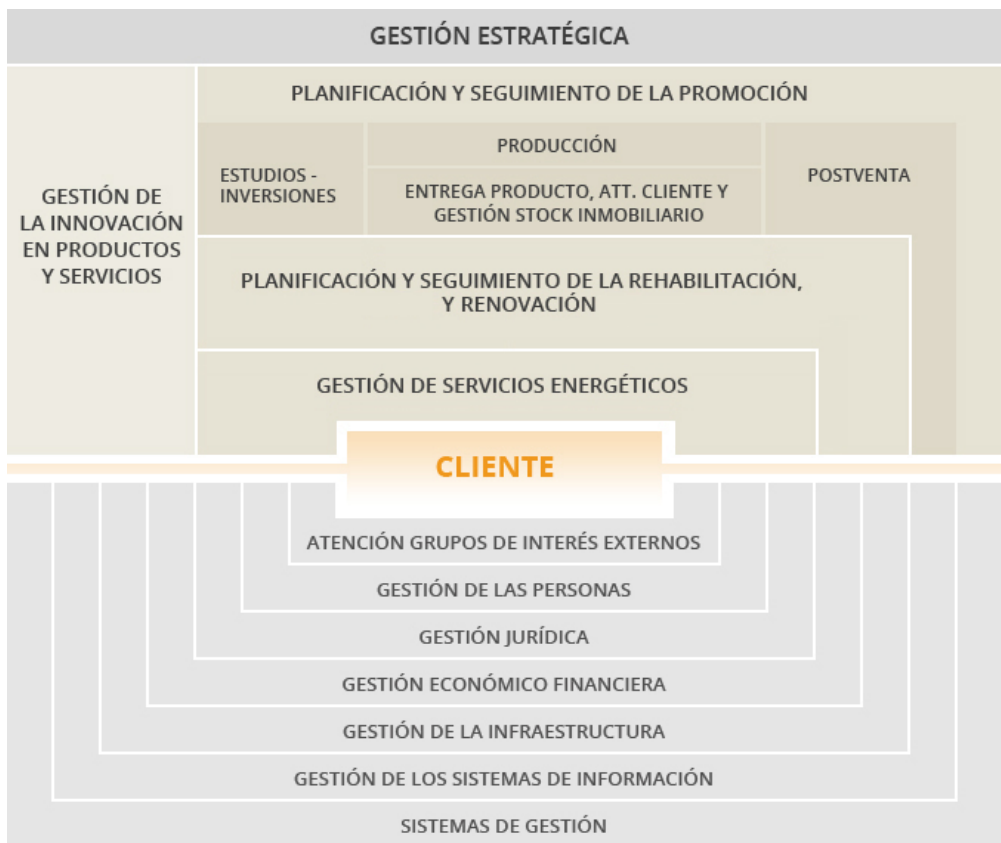 GESTIÓN ESTRATÉGICA
PLANIFICACIÓN Y SEGUIMIENTO DE LA PROMOCIÓN
GESTIÓN DE
LA INNOVACIÓN
EN PRODUCTOS
Y SERVICIOS
ESTUDIOS -
INVERSIONES
PRODUCCIÓN
ENTREGA PRODUCTO, ATT. CLIENTE Y
GESTIÓN STOCK INMOBILIARIO
POSTVENTA
PLANIFICACIÓN Y SEGUIMIENTO DE LA REHABILITACIÓN,
Y RENOVACIÓN
GESTIÓN DE SERVICIOS ENERGÉTICOS
CLIENTE
ATENCIÓN GRUPOS DE INTERÉS EXTERNOS
GESTIÓN DE LAS PERSONAS
GESTIÓN JURÍDICA
GESTIÓN ECONÓMICO FINANCIERA
GESTIÓN DE LA INFRAESTRUCTURA
GESTIÓN DE LOS SISTEMAS DE INFORMACIÓN
SISTEMAS DE GESTIÓN